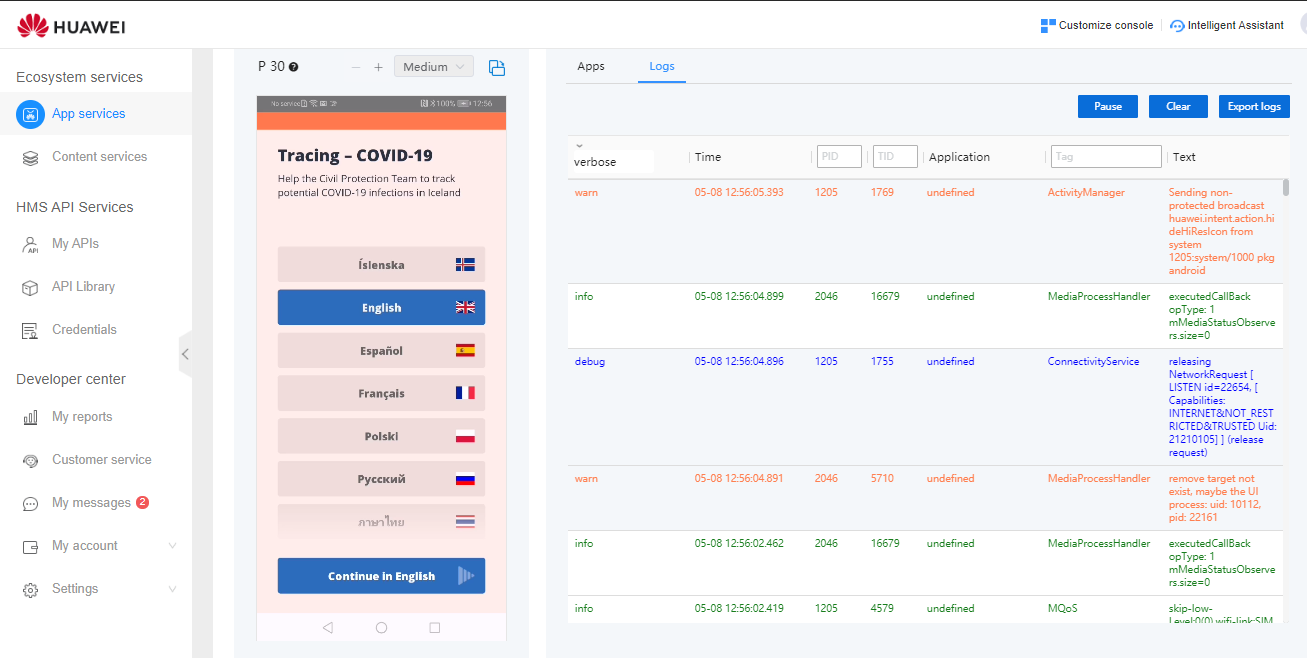 HUAWEI
Customize console
Intelligent Assistant
Ecosystem services
App services
Content services
HMS API Services
My APIs
API Library
Credentials
Developer center
My reports
Customer service
My messages 2
My account
Settings
P 30 ?
− + Medium
No service 100% 12:56
Tracing – COVID-19
Help the Civil Protection Team to track
potential COVID-19 infections in Iceland
Íslenska
English
Español
Français
Polski
Русский
ภาษาไทย
Continue in English
Apps Logs
Pause Clear Export logs
verbose Time PID TID Application Tag Text
warn 05-08 12:56:05.393 1205 1769 undefined ActivityManager Sending non-
protected broadcast
huawei.intent.action.hi
deHiResIcon from
system
1205:system/1000 pkg
android
info 05-08 12:56:04.899 2046 16679 undefined MediaProcessHandler executedCallBack
opType: 1
mMediaStatusObserve
rs.size=0
debug 05-08 12:56:04.896 1205 1755 undefined ConnectivityService releasing
NetworkRequest [
LISTEN id=22654, [
Capabilities:
INTERNET&NOT_REST
RICTED&TRUSTED Uid:
21210105] ] (release
request)
warn 05-08 12:56:04.891 2046 5710 undefined MediaProcessHandler remove target not
exist, maybe the UI
process: uid: 10112,
pid: 22161
info 05-08 12:56:02.462 2046 16679 undefined MediaProcessHandler executedCallBack
opType: 1
mMediaStatusObserve
rs.size=0
info 05-08 12:56:02.419 1205 4579 undefined MQoS skip-low-
Level:0(0) wifi-link:SIM